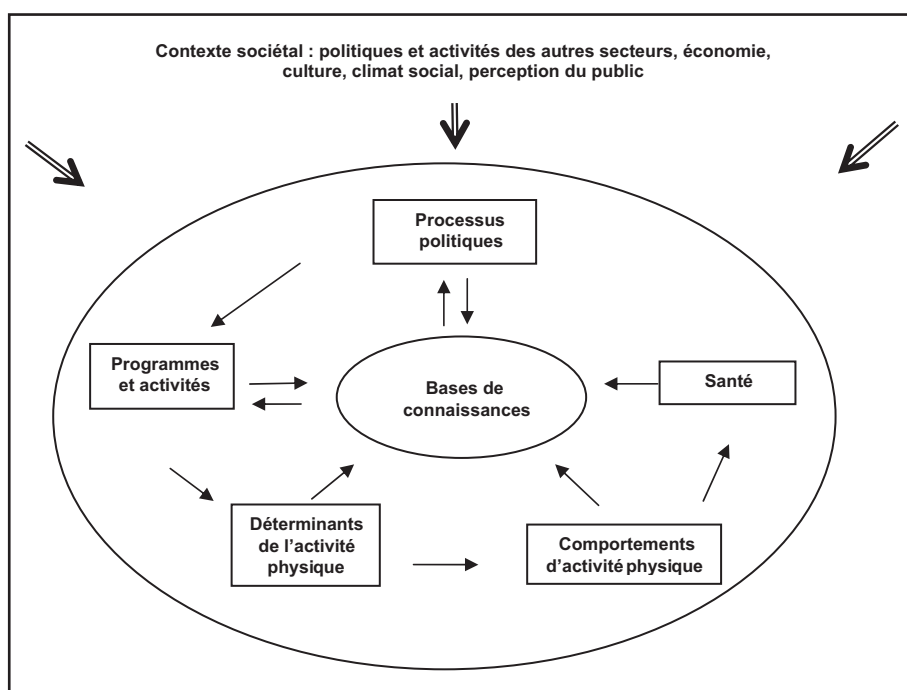 Contexte sociétal : politiques et activités des autres secteurs, économie,
culture, climat social, perception du public
Processus
politiques
Programmes
et activités
Bases de
connaissances
Santé
Déterminants
de l'activité
physique
Comportements
d'activité physique